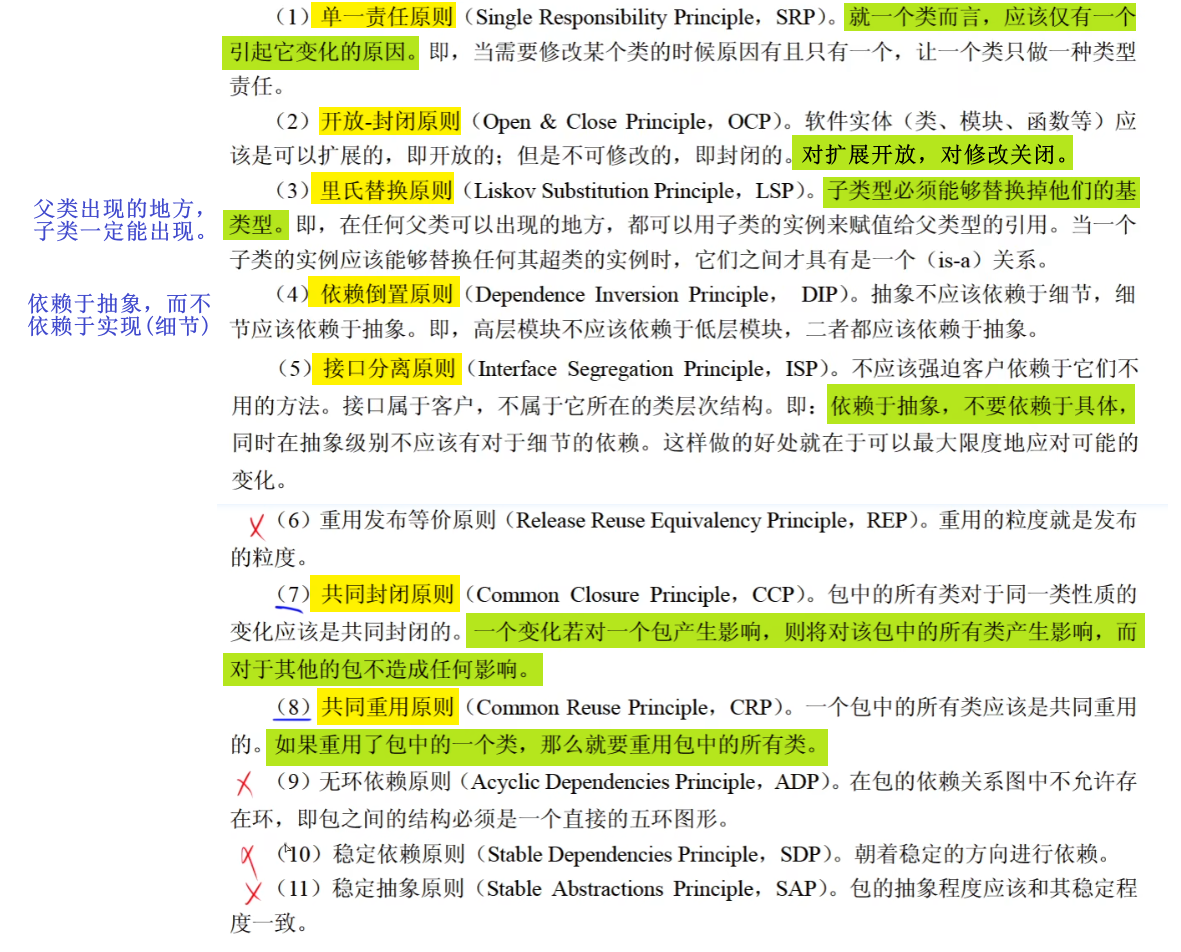 （1）单一责任原则（Single Responsibility Principle，SRP）。就一个类而言，应该仅有一个
引起它变化的原因。即，当需要修改某个类的时候原因有且只有一个，让一个类只做一种类型
责任。
（2）开放-封闭原则（Open & Close Principle，OCP）。软件实体（类、模块、函数等）应
该是可以扩展的，即开放的；但是不可修改的，即封闭的。对扩展开放，对修改关闭。
（3）里氏替换原则（Liskov Substitution Principle，LSP）。子类型必须能够替换掉他们的基
父类出现的地方，
子类一定能出现。
类型。即，在任何父类可以出现的地方，都可以用子类的实例来赋值给父类型的引用。当一个
子类的实例应该能够替换任何其超类的实例时，它们之间才具有是一个（is-a）关系。
（4）依赖倒置原则（Dependence Inversion Principle， DIP）。抽象不应该依赖于细节，细
依赖于抽象，而不
依赖于实现(细节)
节应该依赖于抽象。即，高层模块不应该依赖于低层模块，二者都应该依赖于抽象。
（5）接口分离原则（Interface Segregation Principle，ISP）。不应该强迫客户依赖于它们不
用的方法。接口属于客户，不属于它所在的类层次结构。即：依赖于抽象，不要依赖于具体，
同时在抽象级别不应该有对于细节的依赖。这样做的好处就在于可以最大限度地应对可能的
变化。
（6）重用发布等价原则（Release Reuse Equivalency Principle，REP）。重用的粒度就是发布
的粒度。
（7）共同封闭原则（Common Closure Principle，CCP）。包中的所有类对于同一类性质的
变化应该是共同封闭的。一个变化若对一个包产生影响，则将对该包中的所有类产生影响，而
对于其他的包不造成任何影响。
（8）共同重用原则（Common Reuse Principle，CRP）。一个包中的所有类应该是共同重用
的。如果重用了包中的一个类，那么就要重用包中的所有类。
（9）无环依赖原则（Acyclic Dependencies Principle，ADP）。在包的依赖关系图中不允许存
在环，即包之间的结构必须是一个直接的五环图形。
（10）稳定依赖原则（Stable Dependencies Principle，SDP）。朝着稳定的方向进行依赖。
（11）稳定抽象原则（Stable Abstractions Principle，SAP）。包的抽象程度应该和其稳定程
度一致。